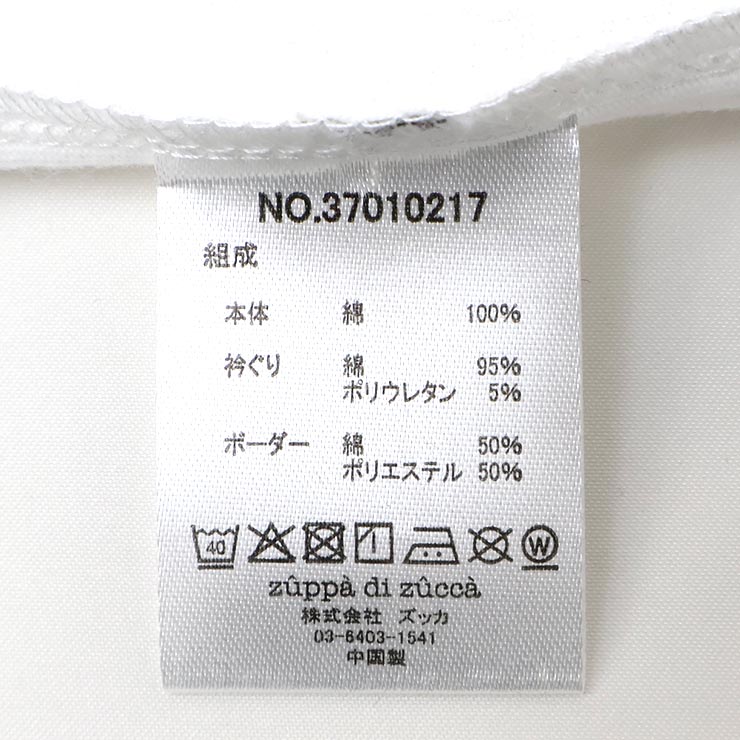 NO.37010217
組成
本体 綿 100%
衿ぐり 綿 95%
ポリウレタン 5%
ボーダー 綿 50%
ポリエステル 50%
40 W
zûppà di zûccà
株式会社 ズッカ
03-6403-1541
中国製